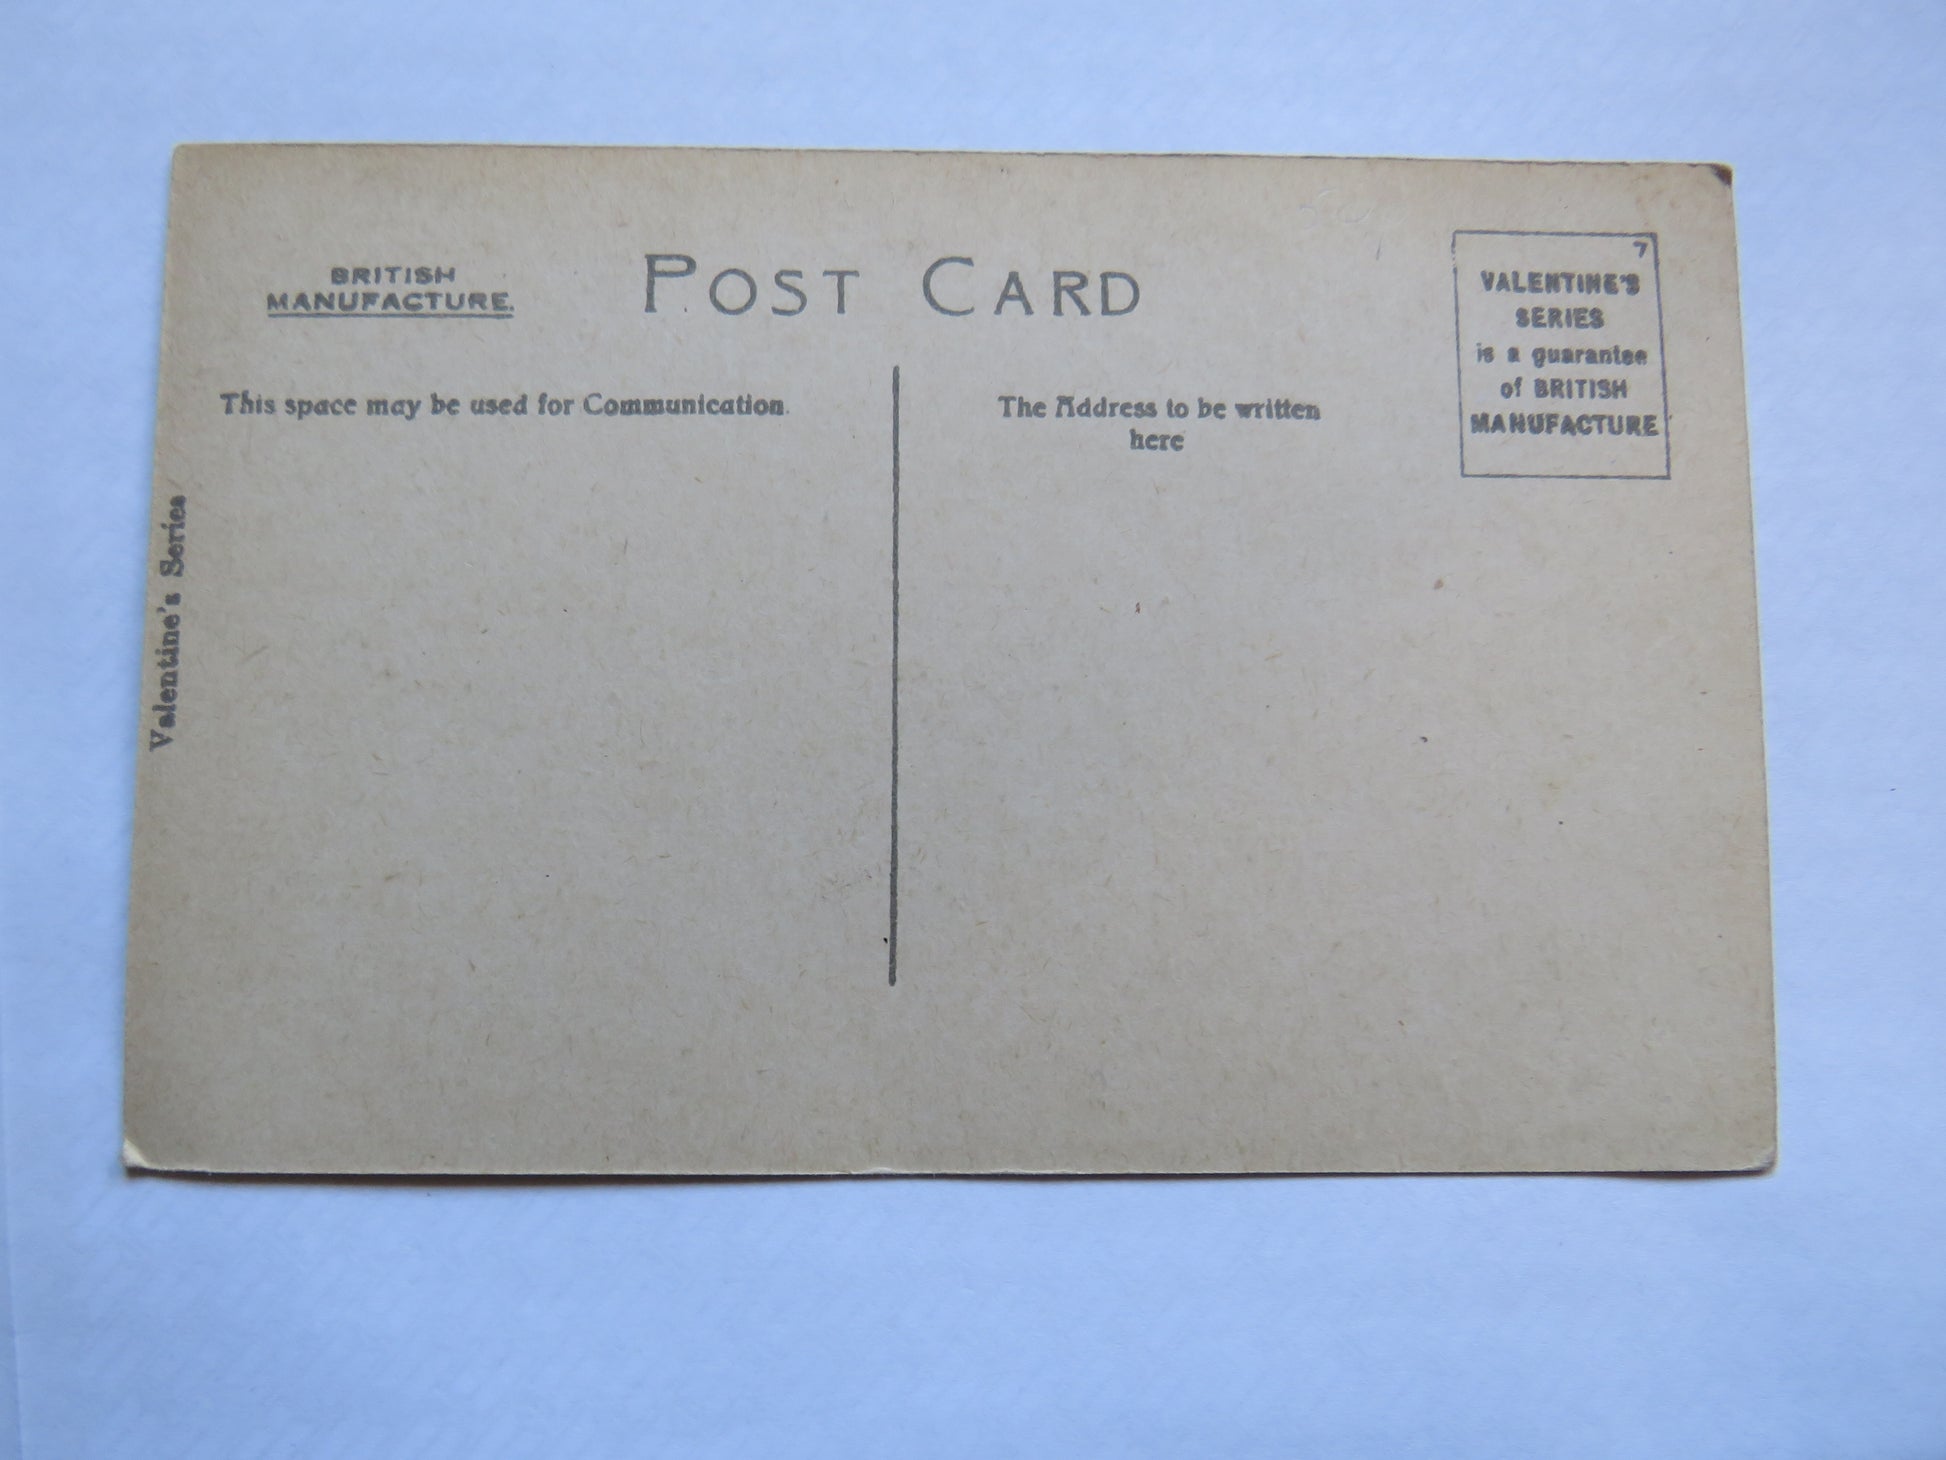 BRITISH
MANUFACTURE.
POST CARD
7
VALENTINE'S
SERIES
is a guarantee
of BRITISH
MANUFACTURE
This space may be used for Communication.
The Address to be written
here
Valentine's Series